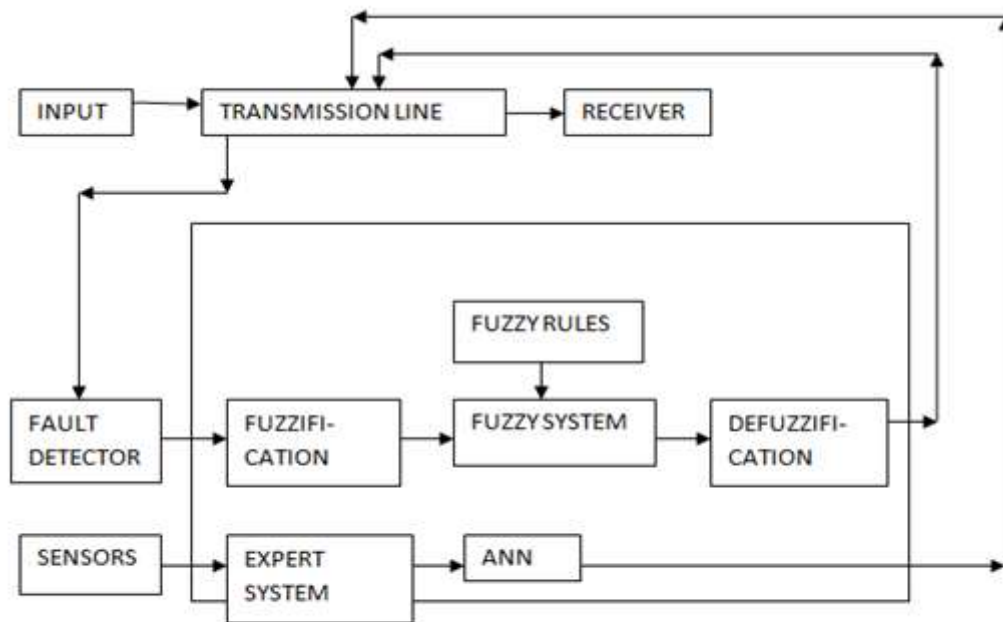 INPUT
TRANSMISSION LINE
RECEIVER
FUZZY RULES
FAULT
DETECTOR
FUZZIFI-
CATION
FUZZY SYSTEM
DEFUZZIFI-
CATION
SENSORS
EXPERT
SYSTEM
ANN